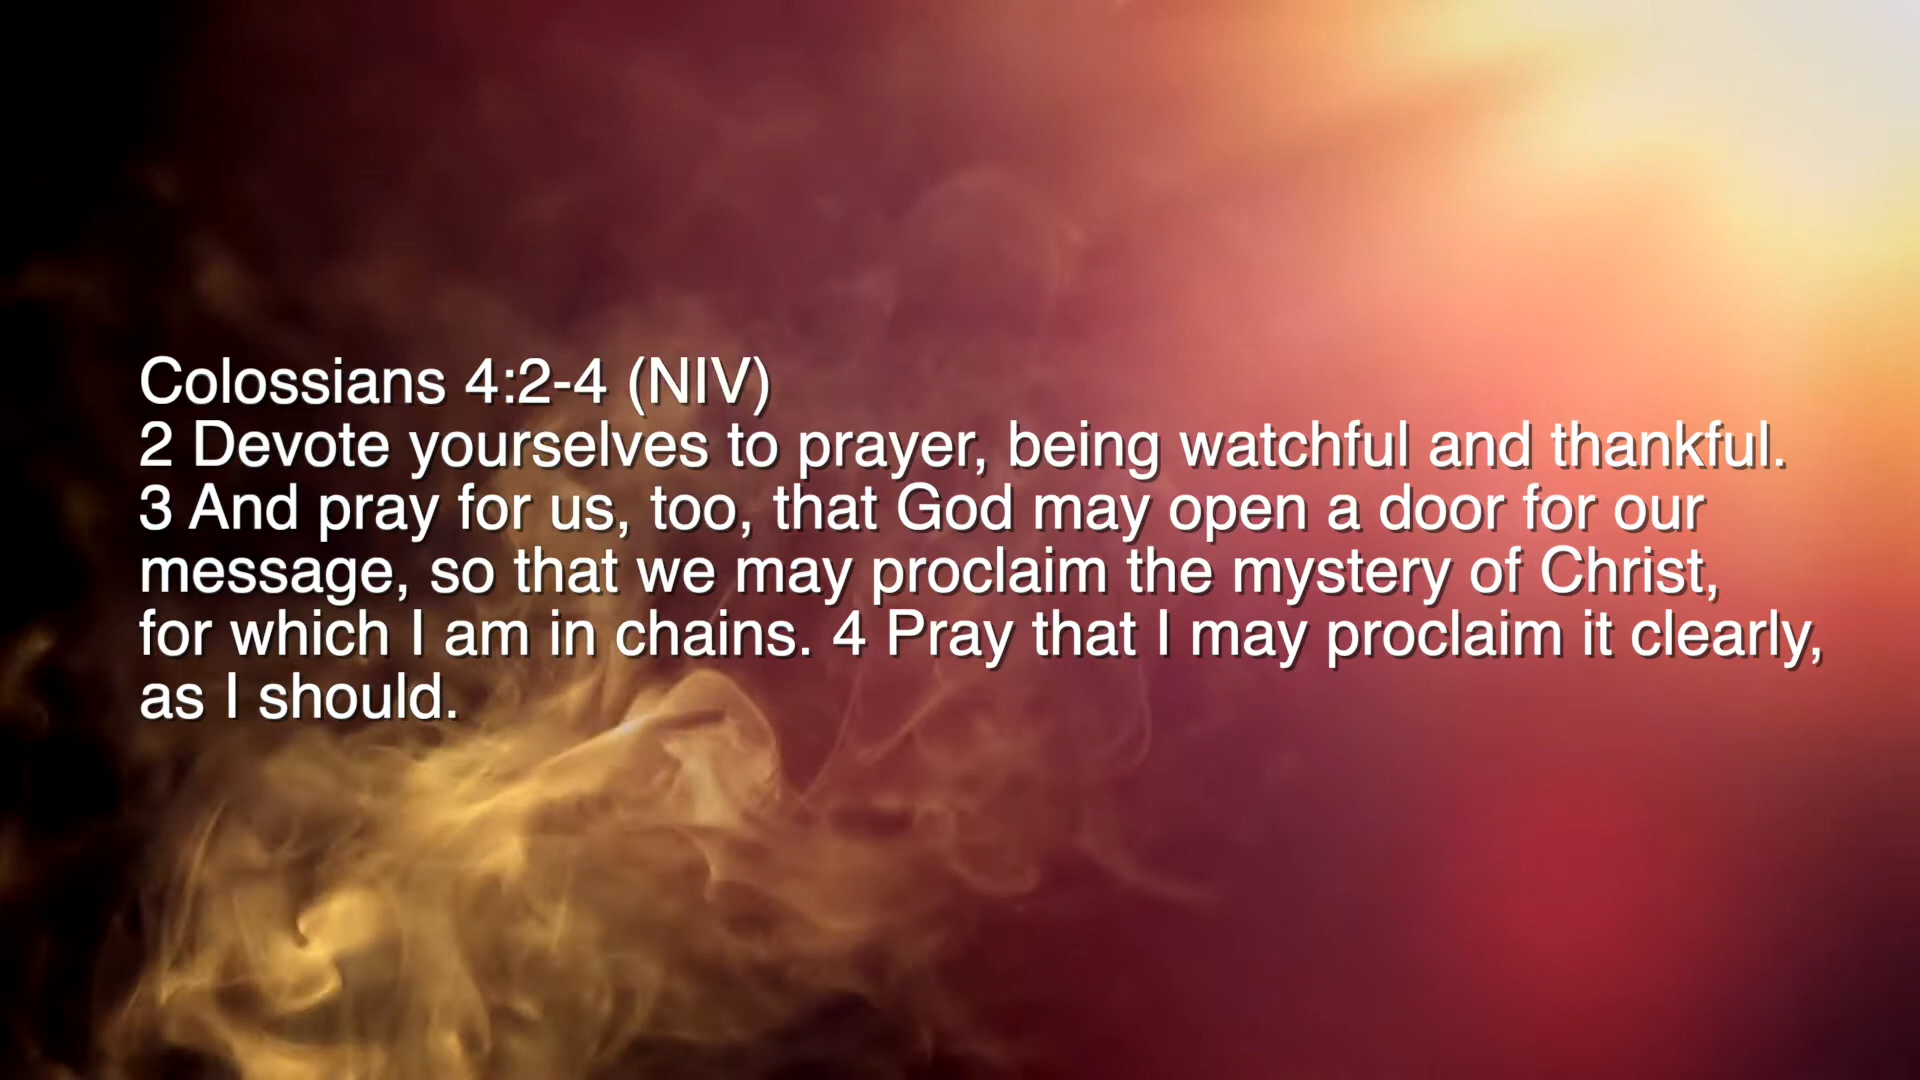 Colossians 4:2-4 (NIV)
2 Devote yourselves to prayer, being watchful and thankful.
3 And pray for us, too, that God may open a door for our
message, so that we may proclaim the mystery of Christ,
for which I am in chains. 4 Pray that I may proclaim it clearly,
as I should.